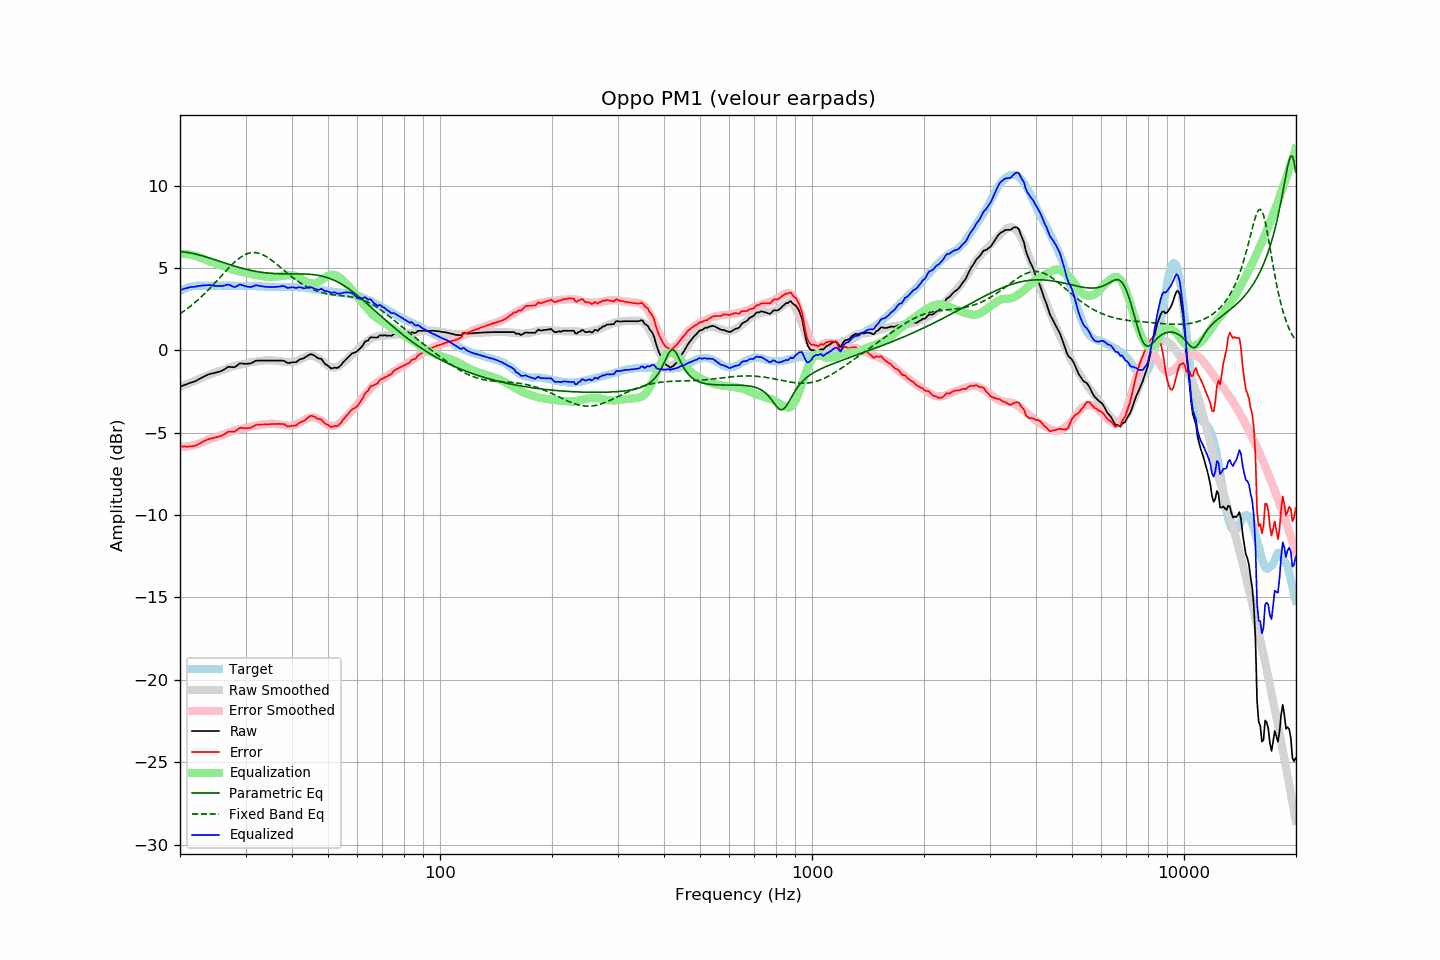 Oppo PM1 (velour earpads)
10
5
0
−5
−10
−15
−20
−25
−30
Amplitude (dBr)
Target
Raw Smoothed
Error Smoothed
Raw
Error
Equalization
Parametric Eq
Fixed Band Eq
Equalized
100 1000 10000
Frequency (Hz)